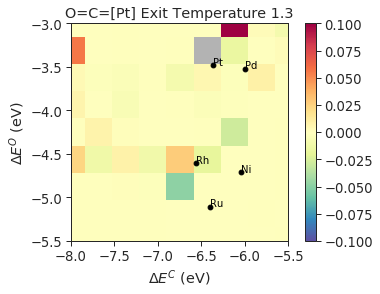 O=C=[Pt] Exit Temperature 1.3
−3.0
−3.5
−4.0
−4.5
−5.0
−5.5
ΔE^O (eV)
Pt
Pd
Rh
Ni
Ru
−8.0 −7.5 −7.0 −6.5 −6.0 −5.5
ΔE^C (eV)
0.100
0.075
0.050
0.025
0.000
−0.025
−0.050
−0.075
−0.100